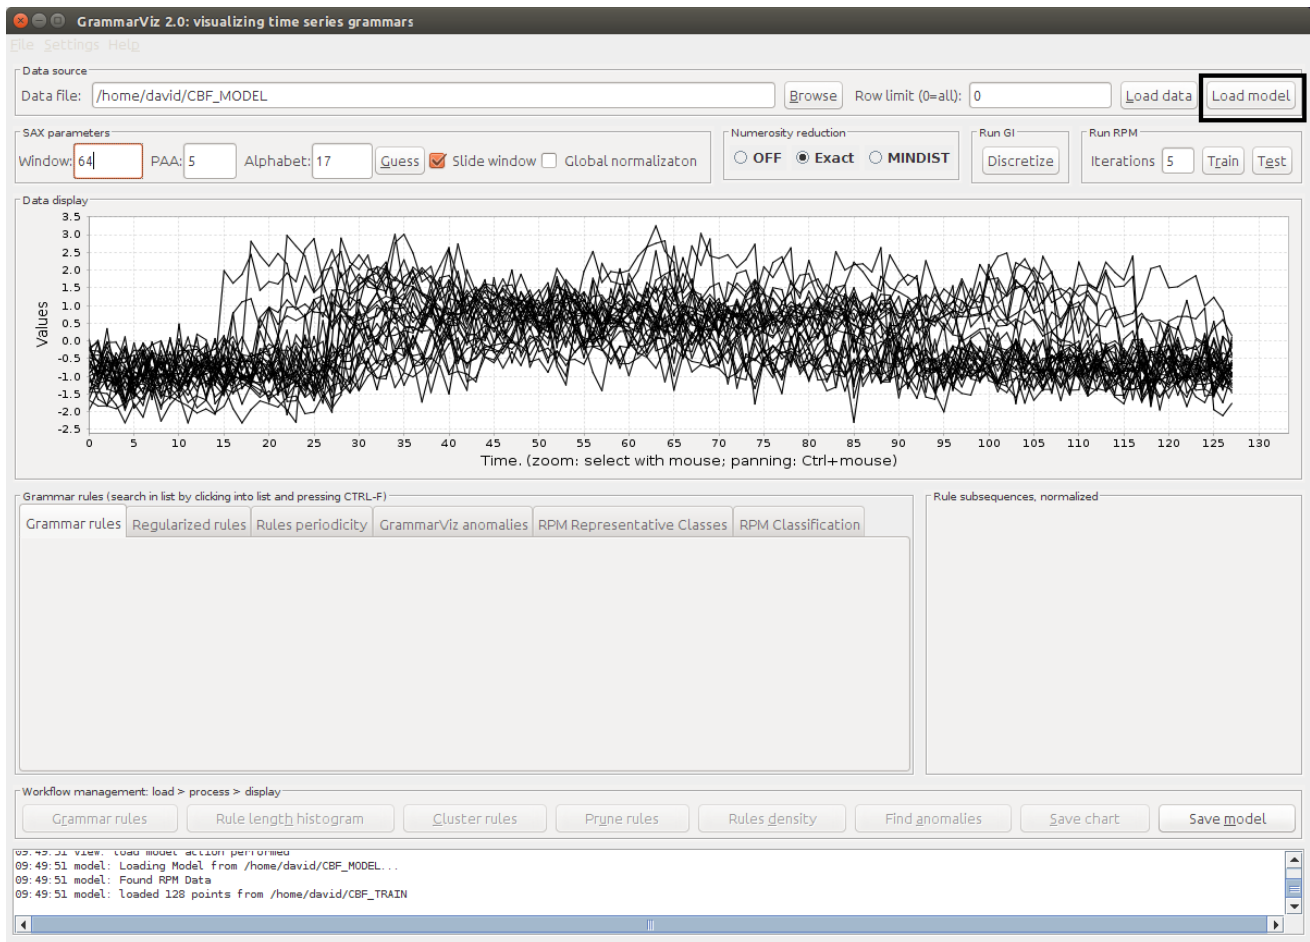 GrammarViz 2.0: visualizing time series grammars
File Settings Help
Data source
Data file: /home/david/CBF_MODEL Browse Row limit (0=all): 0 Load data Load model
SAX parameters Numerosity reduction Run GI Run RPM
Window: 64 PAA: 5 Alphabet: 17 Guess Slide window Global normalizaton OFF Exact MINDIST Discretize Iterations 5 Train Test
Data display
3.5
3.0
2.5
2.0
1.5
1.0
0.5
0.0
-0.5
-1.0
-1.5
-2.0
-2.5
Values
0 5 10 15 20 25 30 35 40 45 50 55 60 65 70 75 80 85 90 95 100 105 110 115 120 125 130
Time. (zoom: select with mouse; panning: Ctrl+mouse)
Grammar rules (search in list by clicking into list and pressing CTRL-F) Rule subsequences, normalized
Grammar rules Regularized rules Rules periodicity GrammarViz anomalies RPM Representative Classes RPM Classification
Workflow management: load > process > display
Grammar rules Rule length histogram Cluster rules Prune rules Rules density Find anomalies Save chart Save model
09:49:51 view: load model action performed
09:49:51 model: Loading Model from /home/david/CBF_MODEL...
09:49:51 model: Found RPM Data
09:49:51 model: loaded 128 points from /home/david/CBF_TRAIN